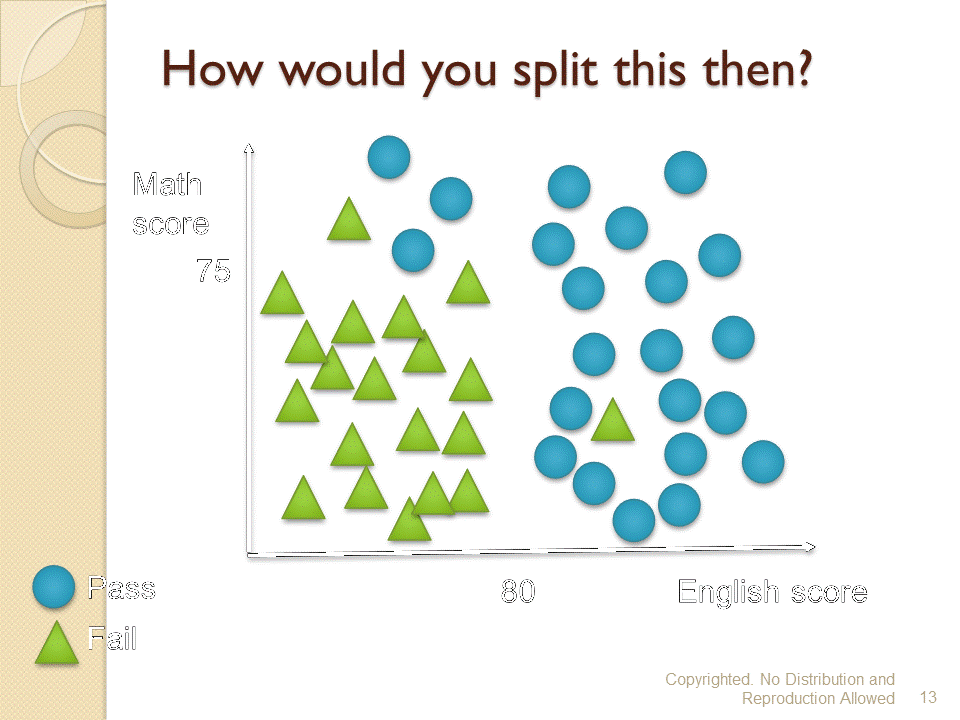 How would you split this then?
Math
score
75
80
English score
Pass
Fail
Copyrighted. No Distribution and
Reproduction Allowed
13